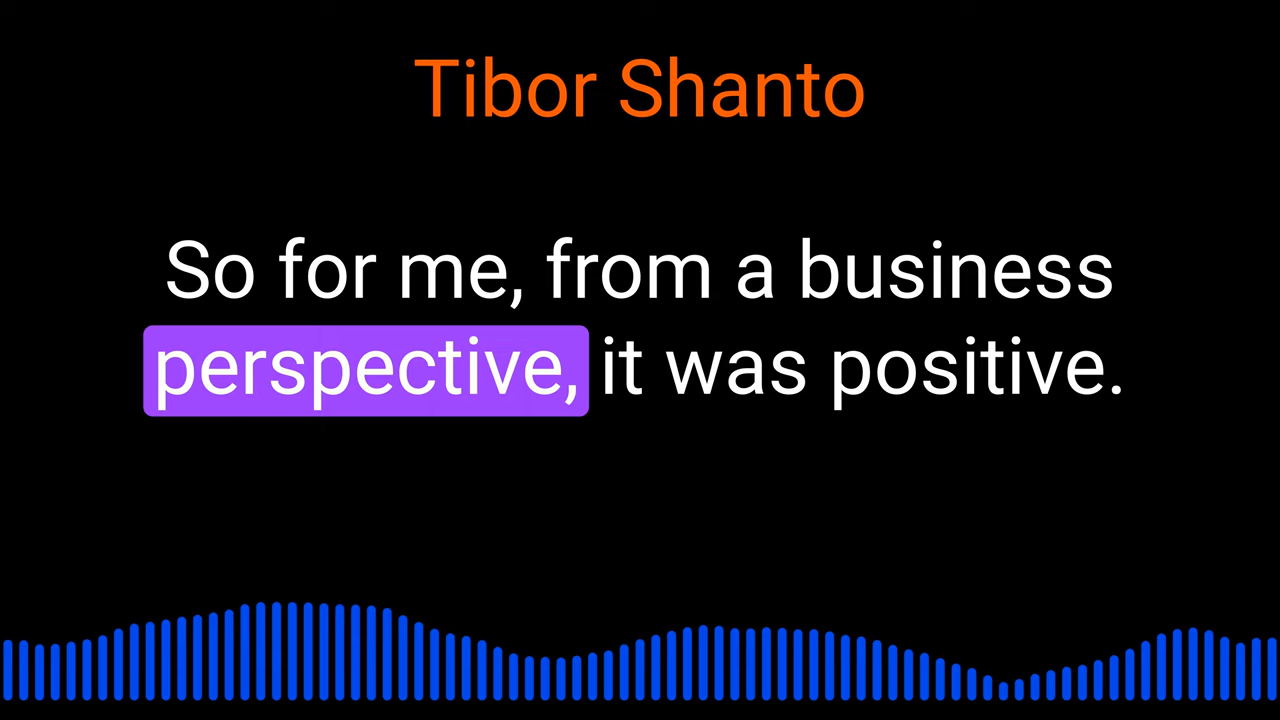 Tibor Shanto
So for me, from a business
perspective, it was positive.